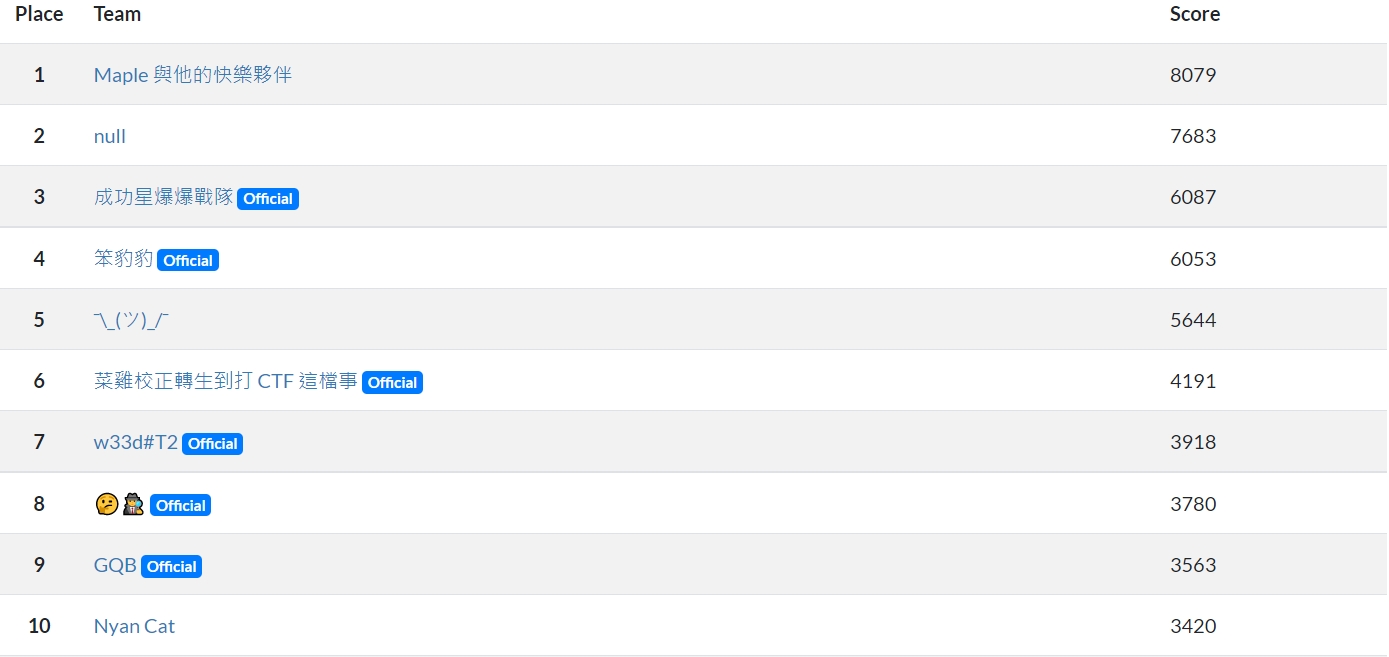 Place Team Score
1 Maple 與他的快樂夥伴 8079
2 null 7683
3 成功星爆爆戰隊 Official 6087
4 笨豹豹 Official 6053
5 ¯\_(ツ)_/¯ 5644
6 菜雞校正轉生到打 CTF 這檔事 Official 4191
7 w33d#T2 Official 3918
8 🤔🕵️ Official 3780
9 GQB Official 3563
10 Nyan Cat 3420